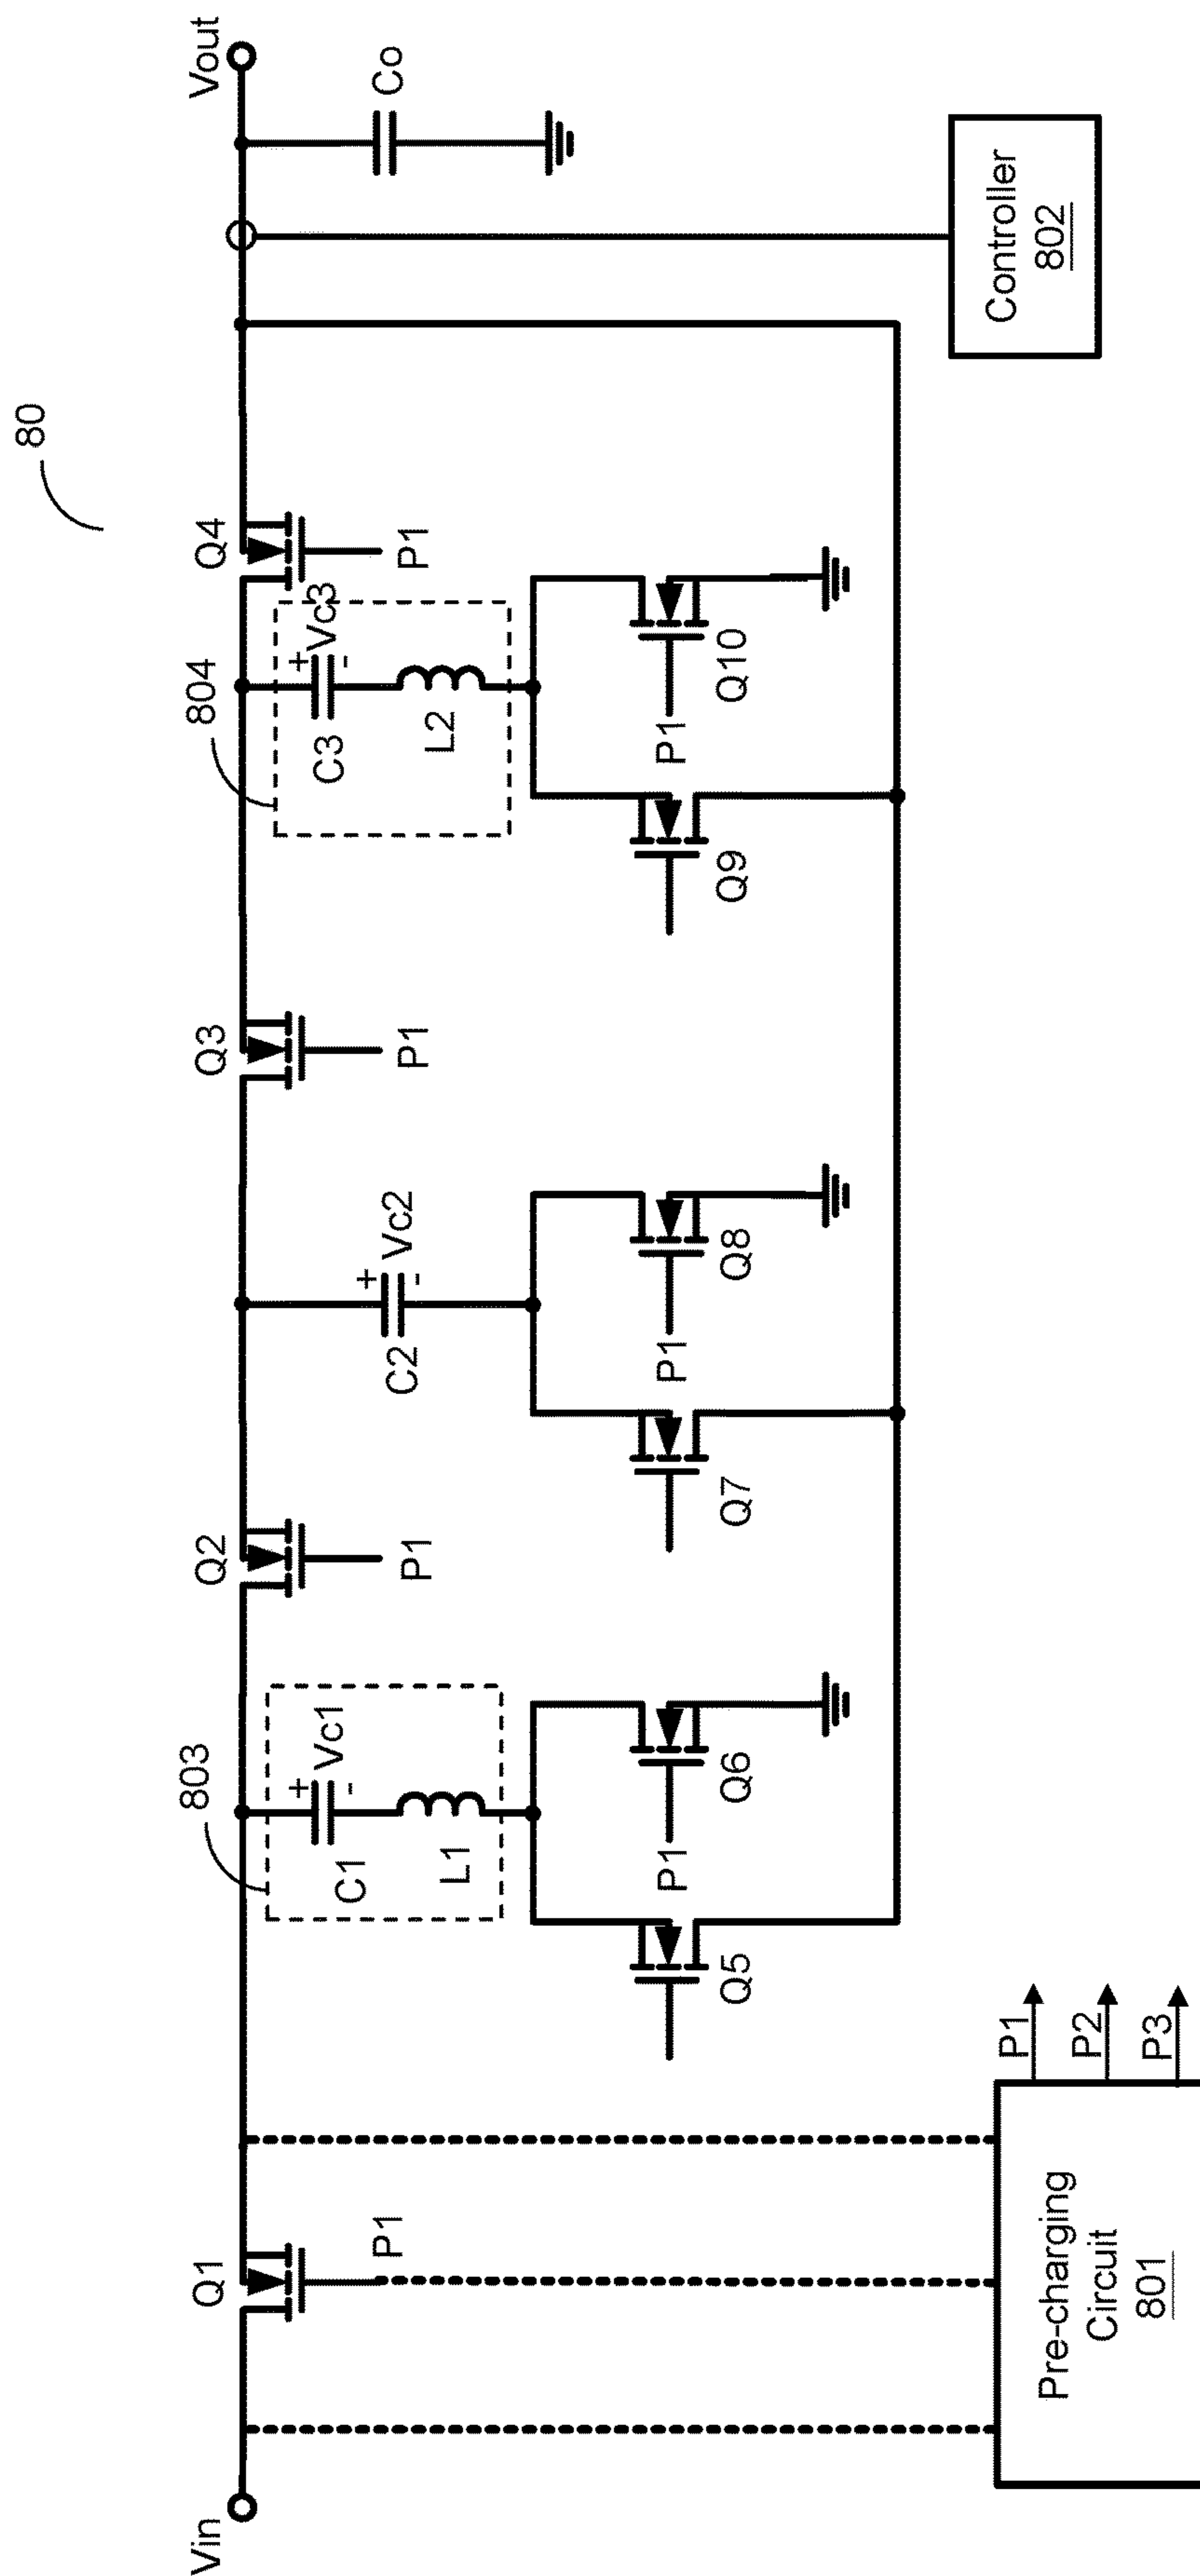 80
Vin
Q1
P1
803
C1
Vc1
+
-
L1
Q2
P1
C2
Vc2
+
-
Q3
P1
804
C3
Vc3
+
-
L2
Q4
P1
Vout
Co
Q5
P1
Q6
Q7
P1
Q8
Q9
P1
Q10
Pre-charging
Circuit
801
P1
P2
P3
Controller
802